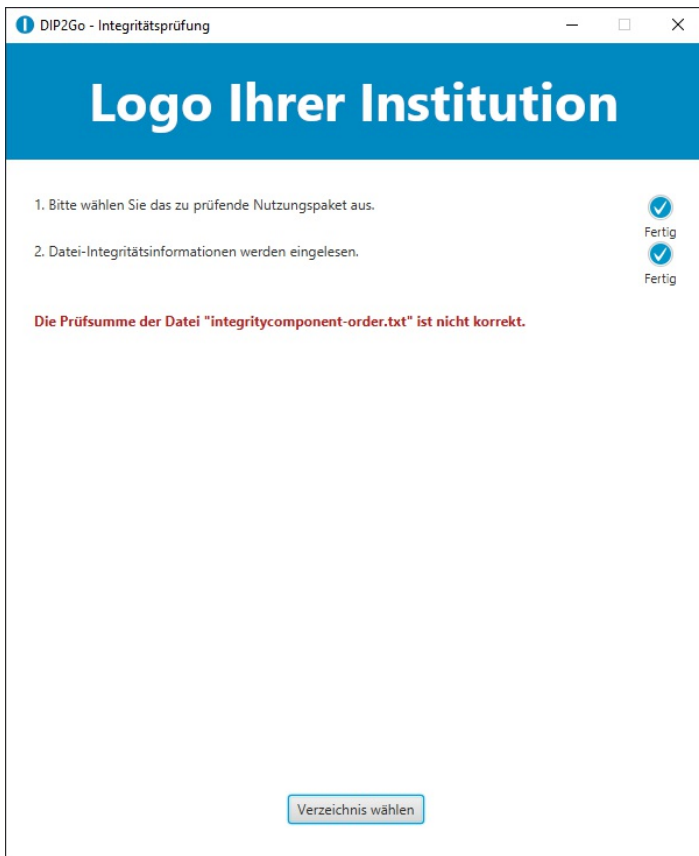 DIP2Go - Integritätsprüfung
Logo Ihrer Institution
1. Bitte wählen Sie das zu prüfende Nutzungspaket aus.
Fertig
2. Datei-Integritätsinformationen werden eingelesen.
Fertig
Die Prüfsumme der Datei "integritycomponent-order.txt" ist nicht korrekt.
Verzeichnis wählen